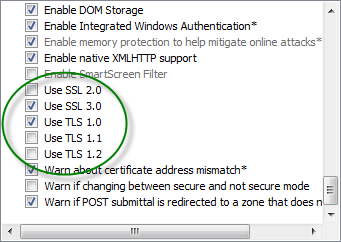 Enable DOM Storage
Enable Integrated Windows Authentication*
Enable memory protection to help mitigate online attacks*
Enable native XMLHTTP support
Enable SmartScreen Filter
Use SSL 2.0
Use SSL 3.0
Use TLS 1.0
Use TLS 1.1
Use TLS 1.2
Warn about certificate address mismatch*
Warn if changing between secure and not secure mode
Warn if POST submittal is redirected to a zone that does n